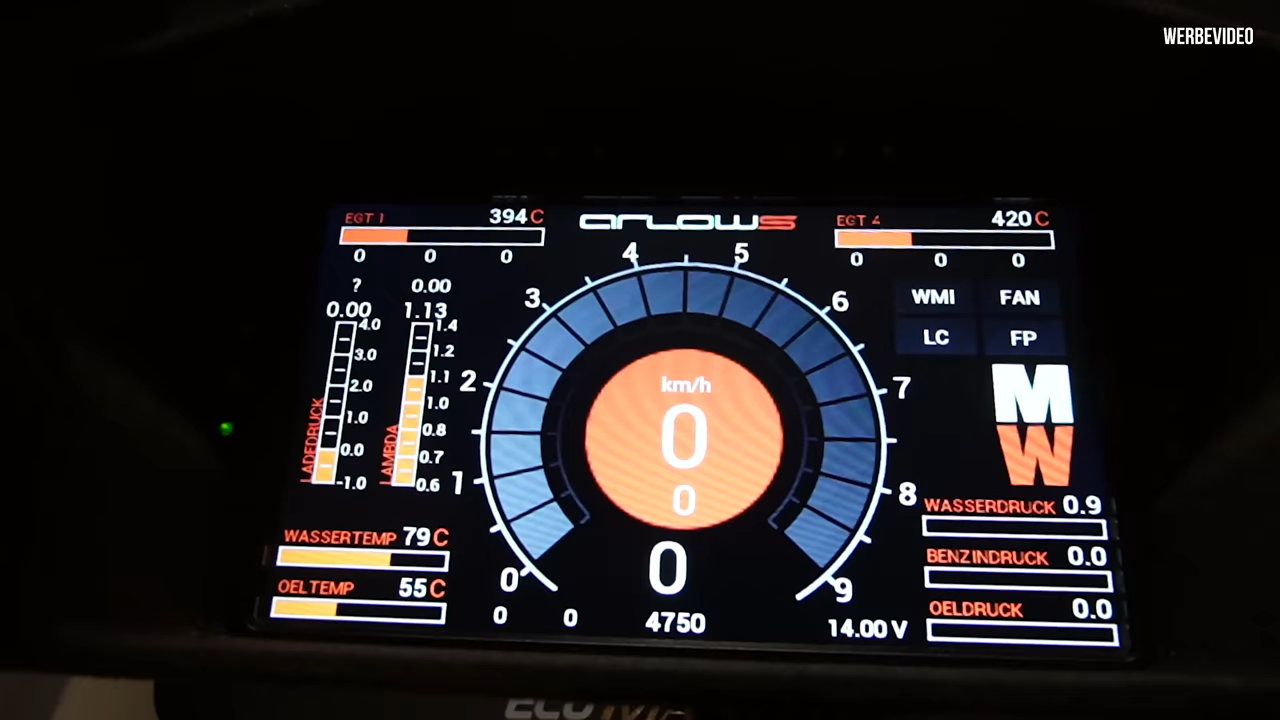 WERBEVIDEO
EGT 1 394 C
0 0 0
arlows
EGT 4 420 C
0 0 0
? 0.00
0.00 1.13
4.0
3.0
2.0
1.0
0.0
-1.0
LADEDRUCK
1.4
1.2
1.1
1.0
0.8
0.7
0.6
LAMBDA
0
1
2
3
4
5
6
7
8
9
km/h
0
0
0
WMI FAN
LC FP
MW
WASSERTEMP 79 C
OELTEMP 55 C
0 0 4750 14.00 V
WASSERDRUCK 0.9
BENZINDRUCK 0.0
OELDRUCK 0.0